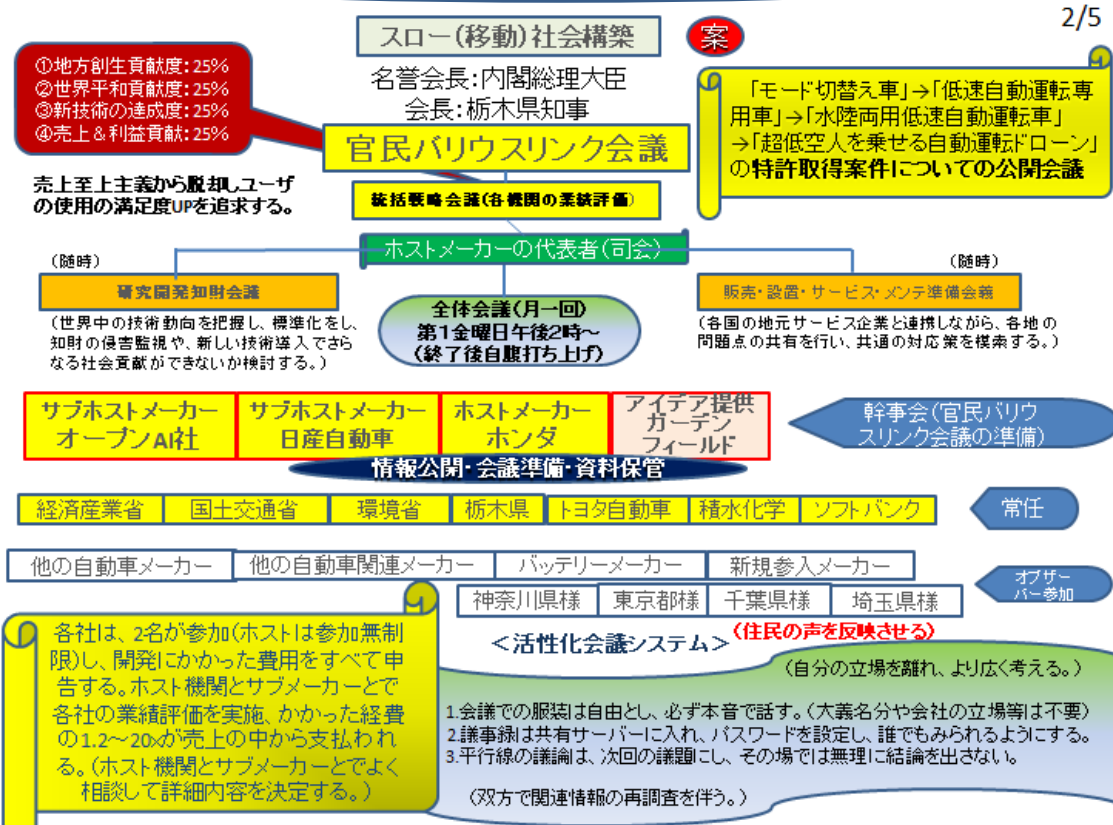 2/5
スロー(移動)社会構築
案
①地方創生貢献度:25%
②世界平和貢献度:25%
③新技術の達成度:25%
④売上&利益貢献:25%
名誉会長:内閣総理大臣
会長:栃木県知事
官民バリウスリンク会議
「モード切替え車」→「低速自動運転専
用車」→「水陸両用低速自動運転車」
→「超低空人を乗せる自動運転ドローン」
の特許取得案件についての公開会議
売上至上主義から脱却しユーザ
の使用の満足度UPを追求する。
統括戦略会議(各機関の業績評価)
ホストメーカーの代表者(司会)
(随時)
研究開発知財会議
(世界中の技術動向を把握し、標準化をし、
知財の侵害監視や、新しい技術導入でさら
なる社会貢献ができないか検討する。)
全体会議(月一回)
第1金曜日午後2時~
(終了後自腹打ち上げ)
(随時)
販売・設置・サービス・メンテ準備会義
(各国の地元サービス企業と連携しながら、各地の
問題点の共有を行い、共通の対応策を模索する。)
サブホストメーカー
オープンAI社
サブホストメーカー
日産自動車
ホストメーカー
ホンダ
アイデア提供
ガーデン
フィールド
幹事会(官民バリウ
スリンク会議の準備)
情報公開・会議準備・資料保管
経済産業省
国土交通省
環境省
栃木県
トヨタ自動車
積水化学
ソフトバンク
常任
他の自動車メーカー
他の自動車関連メーカー
バッテリーメーカー
新規参入メーカー
オブザー
バー参加
神奈川県様
東京都様
千葉県様
埼玉県様
各社は、2名が参加(ホストは参加無制
限)し、開発にかかった費用をすべて申
告する。ホスト機関とサブメーカーとで
各社の業績評価を実施、かかった経費
の1.2~20xが売上の中から支払われ
る。(ホスト機関とサブメーカーとでよく
相談して詳細内容を決定する。)
<活性化会議システム>
(住民の声を反映させる)
(自分の立場を離れ、より広く考える。)
1.会議での服装は自由とし、必ず本音で話す。(大義名分や会社の立場等は不要)
2.議事録は共有サーバーに入れ、パスワードを設定し、誰でもみられるようにする。
3.平行線の議論は、次回の議題にし、その場では無理に結論を出さない。
(双方で関連情報の再調査を伴う。)